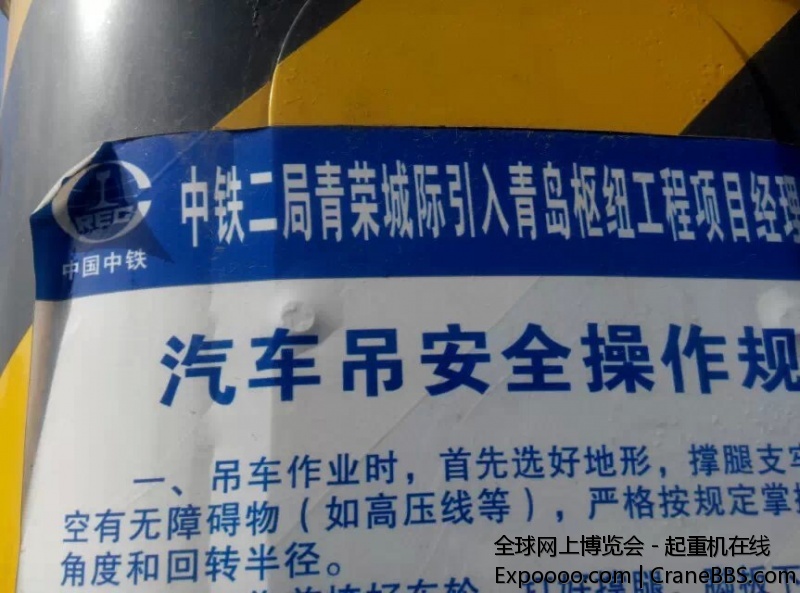 中铁二局青荣城际引入青岛枢纽工程项目经理
REC
中国中铁
汽车吊安全操作规
一、吊车作业时，首先选好地形，撑腿支牢
空有无障碍物（如高压线等），严格按规定掌握
角度和回转半径。
全球网上博览会 - 起重机在线
Expoooo.com | CraneBBS.com